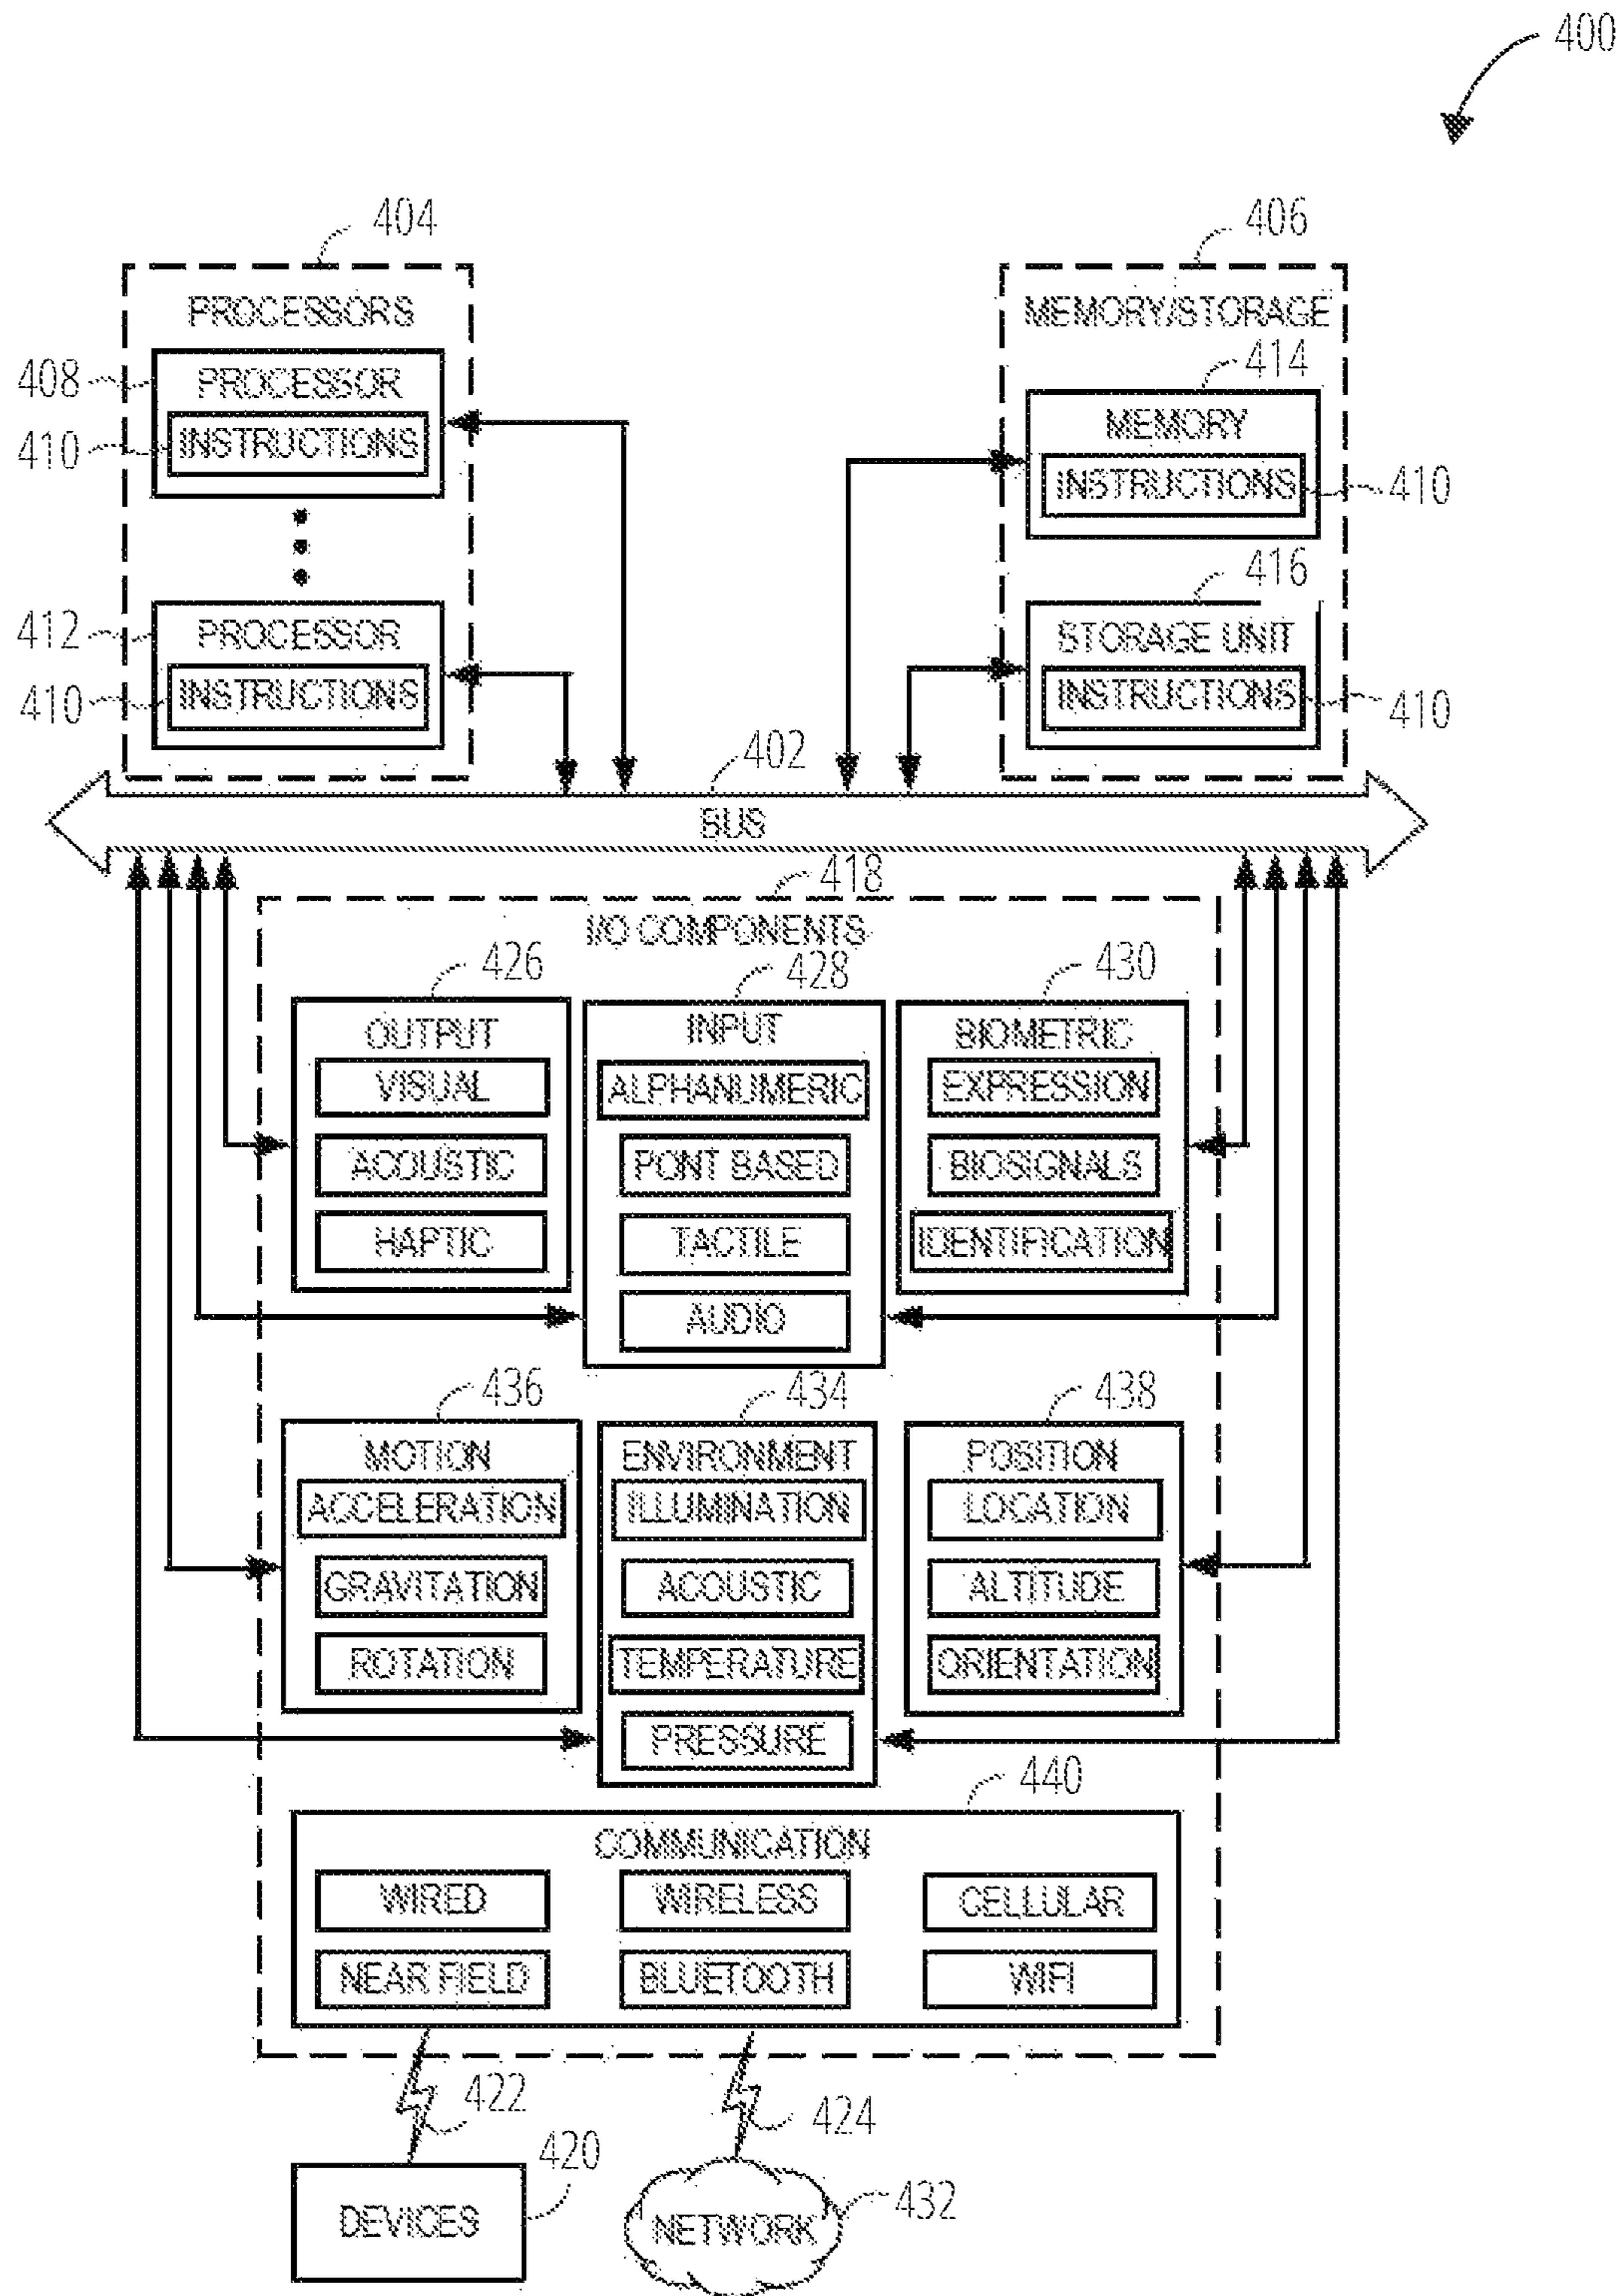 400
404
406
PROCESSORS
MEMORY/STORAGE
408
PROCESSOR
414
MEMORY
410
INSTRUCTIONS
INSTRUCTIONS
410
416
412
PROCESSOR
STORAGE UNIT
410
INSTRUCTIONS
INSTRUCTIONS
410
402
BUS
418
I/O COMPONENTS
426
428
430
OUTPUT
INPUT
BIOMETRIC
VISUAL
ALPHANUMERIC
EXPRESSION
ACOUSTIC
PONT BASED
BIOSIGNALS
HAPTIC
TACTILE
IDENTIFICATION
AUDIO
436
434
438
MOTION
ENVIRONMENT
POSITION
ACCELERATION
ILLUMINATION
LOCATION
GRAVITATION
ACOUSTIC
ALTITUDE
ROTATION
TEMPERATURE
ORIENTATION
PRESSURE
440
COMMUNICATION
WIRED
WIRELESS
CELLULAR
NEAR FIELD
BLUETOOTH
WIFI
422
424
420
432
DEVICES
NETWORK